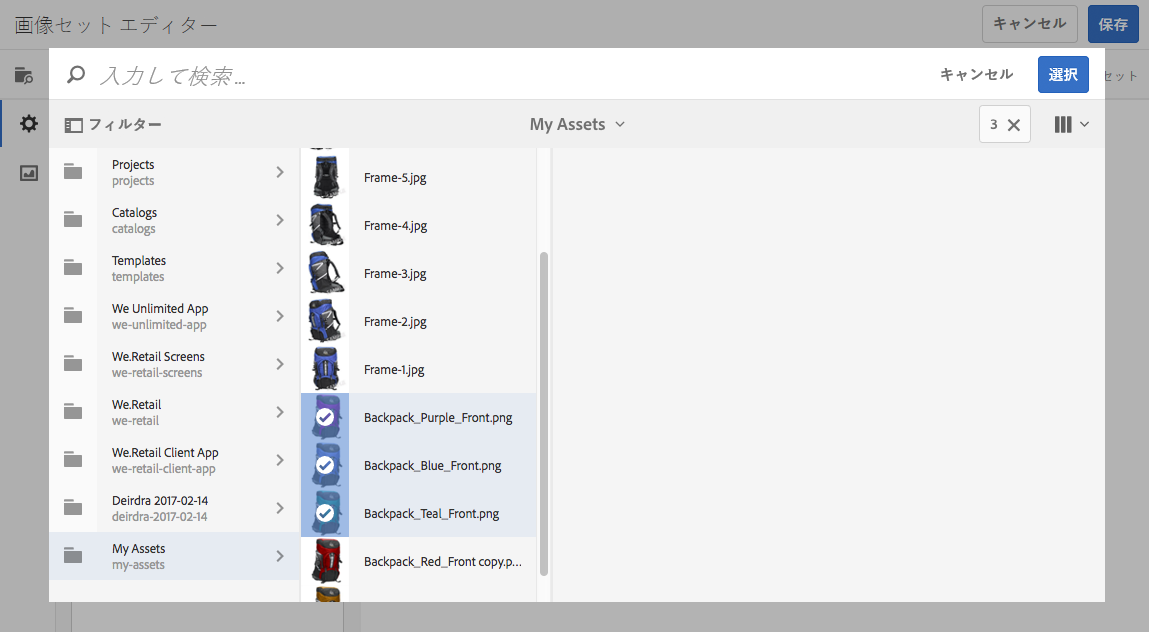 画像セット エディター
キャンセル
保存
入力して検索 ...
キャンセル
選択
セット
フィルター
My Assets
3
Projects
projects
Catalogs
catalogs
Templates
templates
We Unlimited App
we-unlimited-app
We.Retail Screens
we-retail-screens
We.Retail
we-retail
We.Retail Client App
we-retail-client-app
Deirdra 2017-02-14
deirdra-2017-02-14
My Assets
my-assets
Frame-5.jpg
Frame-4.jpg
Frame-3.jpg
Frame-2.jpg
Frame-1.jpg
Backpack_Purple_Front.png
Backpack_Blue_Front.png
Backpack_Teal_Front.png
Backpack_Red_Front copy.p...